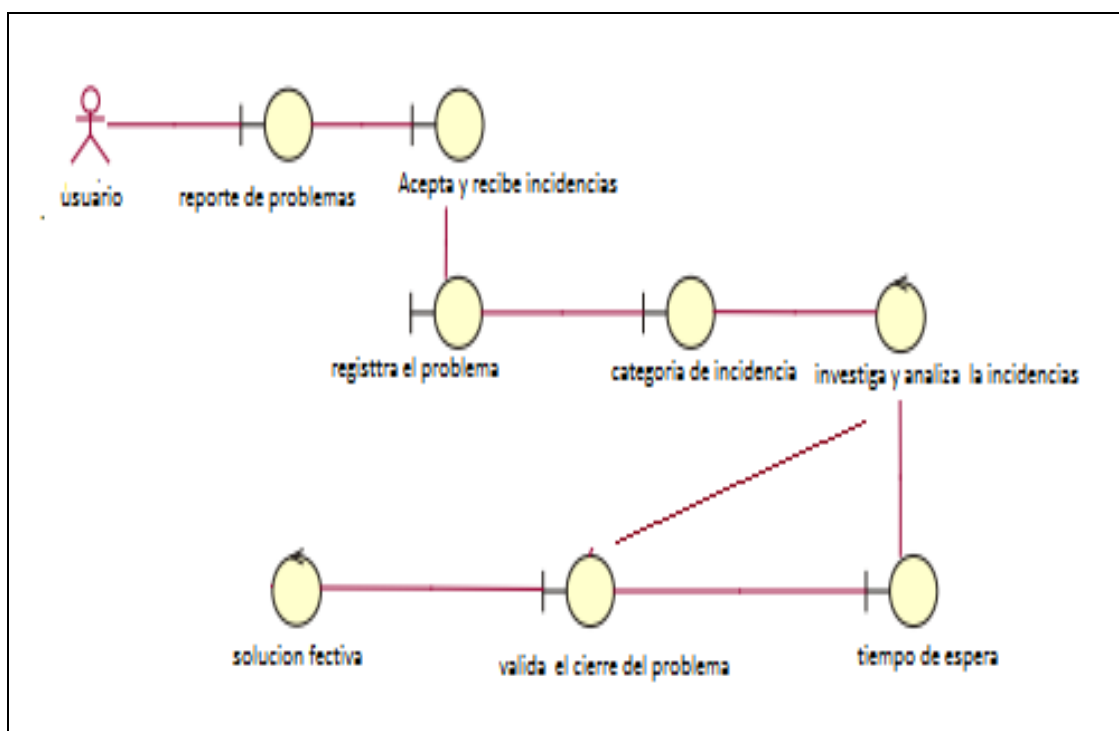 usuario
reporte de problemas
Acepta y recibe incidencias
registtra el problema
categoria de incidencia
investiga y analiza la incidencias
solucion fectiva
valida el cierre del problema
tiempo de espera